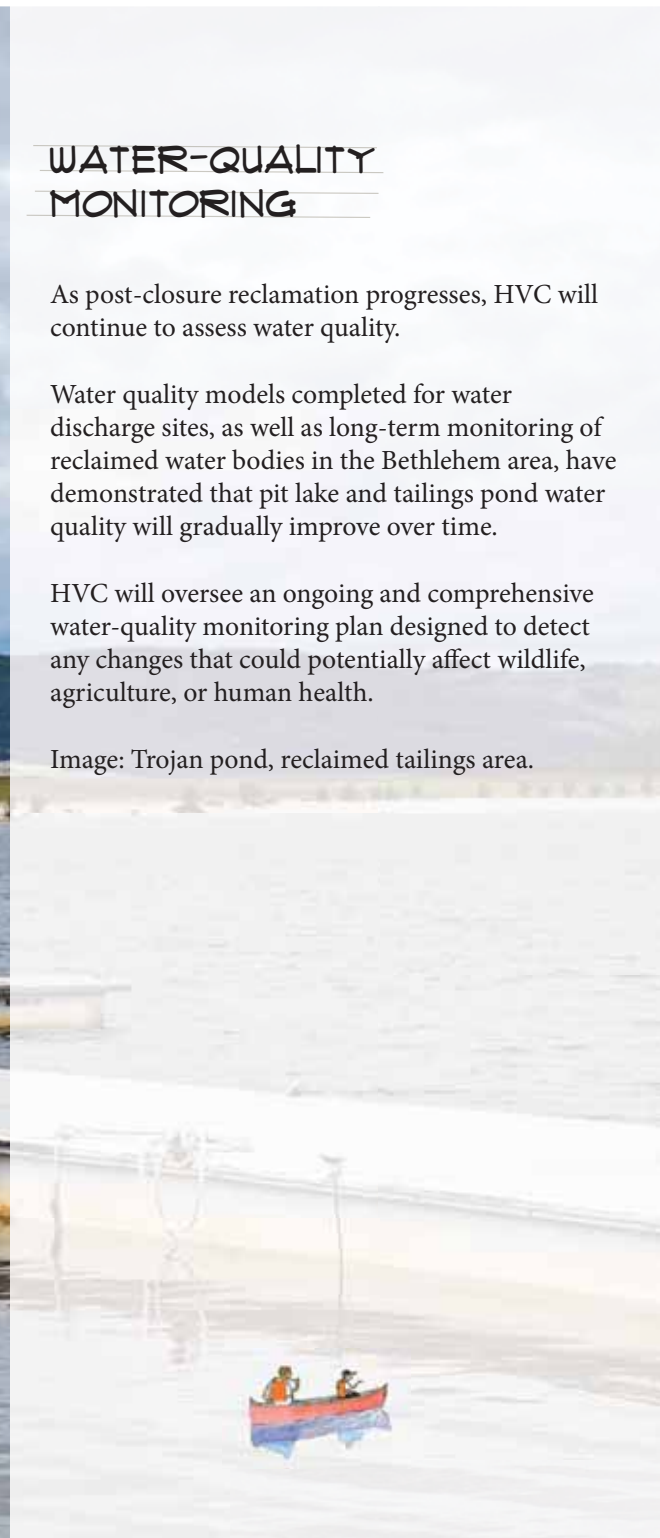 WATER-QUALITY
MONITORING
As post-closure reclamation progresses, HVC will
continue to assess water quality.
Water quality models completed for water
discharge sites, as well as long-term monitoring of
reclaimed water bodies in the Bethlehem area, have
demonstrated that pit lake and tailings pond water
quality will gradually improve over time.
HVC will oversee an ongoing and comprehensive
water-quality monitoring plan designed to detect
any changes that could potentially affect wildlife,
agriculture, or human health.
Image: Trojan pond, reclaimed tailings area.